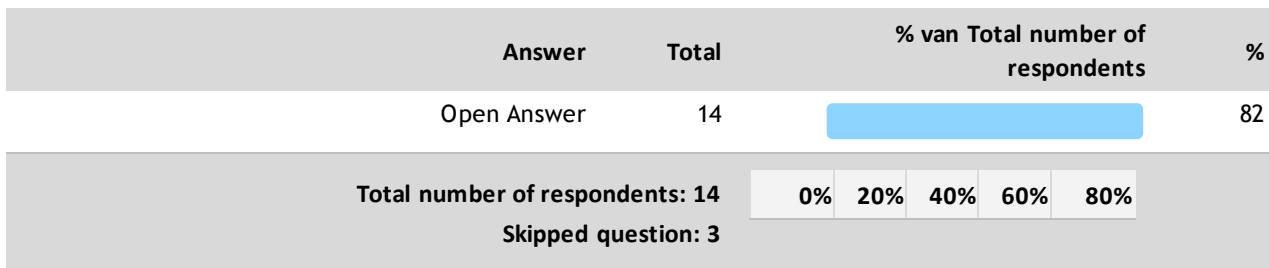 Answer Total % van Total number of respondents %
Open Answer 14 82
Total number of respondents: 14 0% 20% 40% 60% 80%
Skipped question: 3